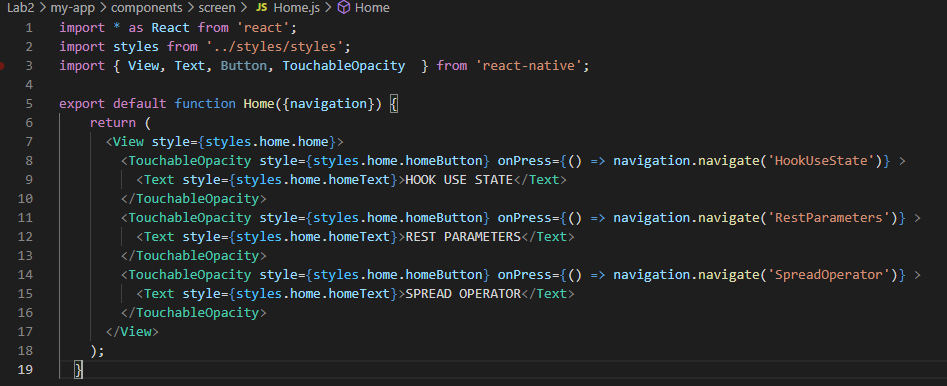 Lab2 > my-app > components > screen > JS Home.js > Home
1 import * as React from 'react';
2 import styles from '../styles/styles';
3 import { View, Text, Button, TouchableOpacity  } from 'react-native';
4
5 export default function Home({navigation}) {
6     return (
7       <View style={styles.home.home}>
8         <TouchableOpacity style={styles.home.homeButton} onPress={() => navigation.navigate('HookUseState')} >
9           <Text style={styles.home.homeText}>HOOK USE STATE</Text>
10         </TouchableOpacity>
11         <TouchableOpacity style={styles.home.homeButton} onPress={() => navigation.navigate('RestParameters')} >
12           <Text style={styles.home.homeText}>REST PARAMETERS</Text>
13         </TouchableOpacity>
14         <TouchableOpacity style={styles.home.homeButton} onPress={() => navigation.navigate('SpreadOperator')} >
15           <Text style={styles.home.homeText}>SPREAD OPERATOR</Text>
16         </TouchableOpacity>
17       </View>
18     );
19   }